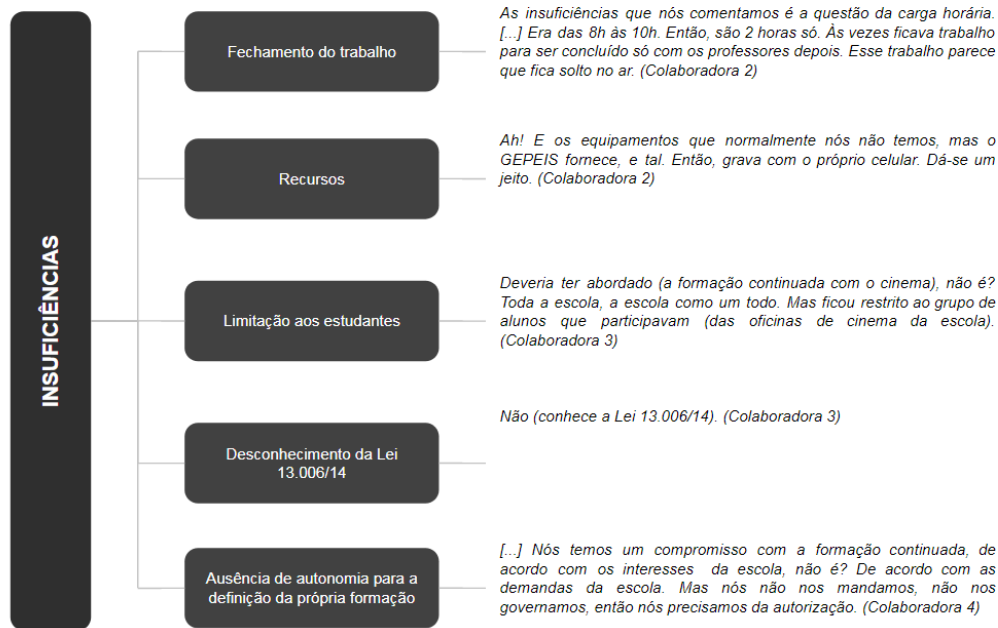 INSUFICIÊNCIAS
Fechamento do trabalho
As insuficiências que nós comentamos é a questão da carga horária.
[...] Era das 8h às 10h. Então, são 2 horas só. Às vezes ficava trabalho
para ser concluído só com os professores depois. Esse trabalho parece
que fica solto no ar. (Colaboradora 2)
Recursos
Ah! E os equipamentos que normalmente nós não temos, mas o
GEPEIS fornece, e tal. Então, grava com o próprio celular. Dá-se um
jeito. (Colaboradora 2)
Limitação aos estudantes
Deveria ter abordado (a formação continuada com o cinema), não é?
Toda a escola, a escola como um todo. Mas ficou restrito ao grupo de
alunos que participavam (das oficinas de cinema da escola).
(Colaboradora 3)
Desconhecimento da Lei
13.006/14
Não (conhece a Lei 13.006/14). (Colaboradora 3)
Ausência de autonomia para a
definição da própria formação
[...] Nós temos um compromisso com a formação continuada, de
acordo com os interesses da escola, não é? De acordo com as
demandas da escola. Mas nós não nos mandamos, não nos
governamos, então nós precisamos da autorização. (Colaboradora 4)